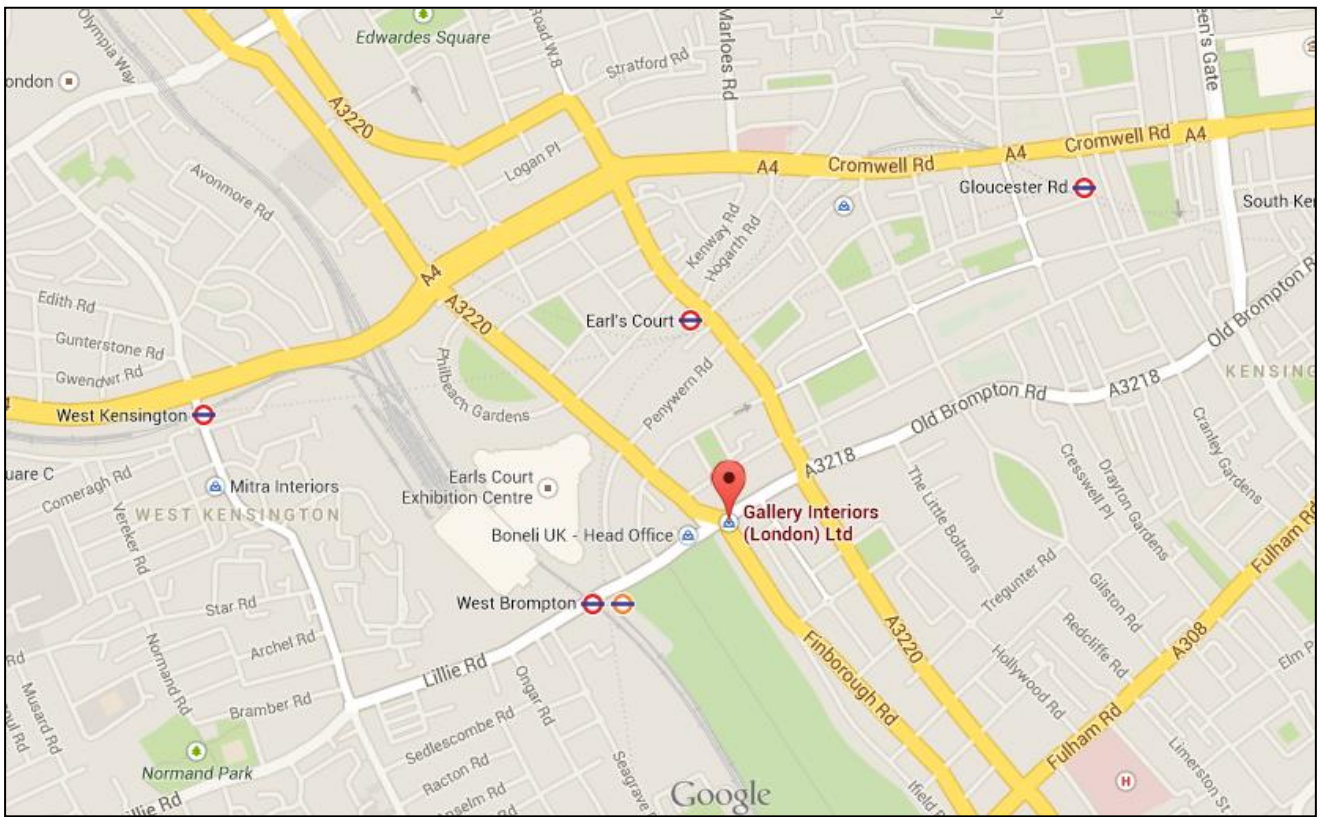 Edwardes Square
Olympia Way
Road W.8
Stratford Rd
Marloes Rd
een's Gate
ondon
A3220
Logan Pl
A4
Cromwell Rd
A4
Cromwell Rd
A4
Avonmore Rd
Gloucester Rd
South Ke
Kenway Rd
Hogarth Rd
A4
A3220
Edith Rd
Earl's Court
Old Brompton R
Gunterstone Rd
Gwendwr Rd
Philbeach Gardens
Penywern Rd
KENSING
A3218
Old Brompton Rd
West Kensington
Cranley Gardens
Drayton Gardens
Cresswell Pl
A3218
uare C
Comeragh Rd
Mitra Interiors
Earls Court
Exhibition Centre
The Little Boltons
WEST KENSINGTON
Vereker Rd
Gallery Interiors
(London) Ltd
Boneli UK - Head Office
Fulham Rd
Tregunter Rd
Gilston Rd
West Brompton
Star Rd
Redcliffe Rd
A308
Archel Rd
Normand Rd
Finborough Rd
A3220
Hollywood Rd
Elm P
Rd
Lillie Rd
Musard Rd
oul Rd
Bramber Rd
Ongar Rd
Sedlescombe Rd
Fulham Rd
Limerston St
Normand Park
Racton Rd
Seagrave
Anselm Rd
Google
H
Ifield
llie Rd